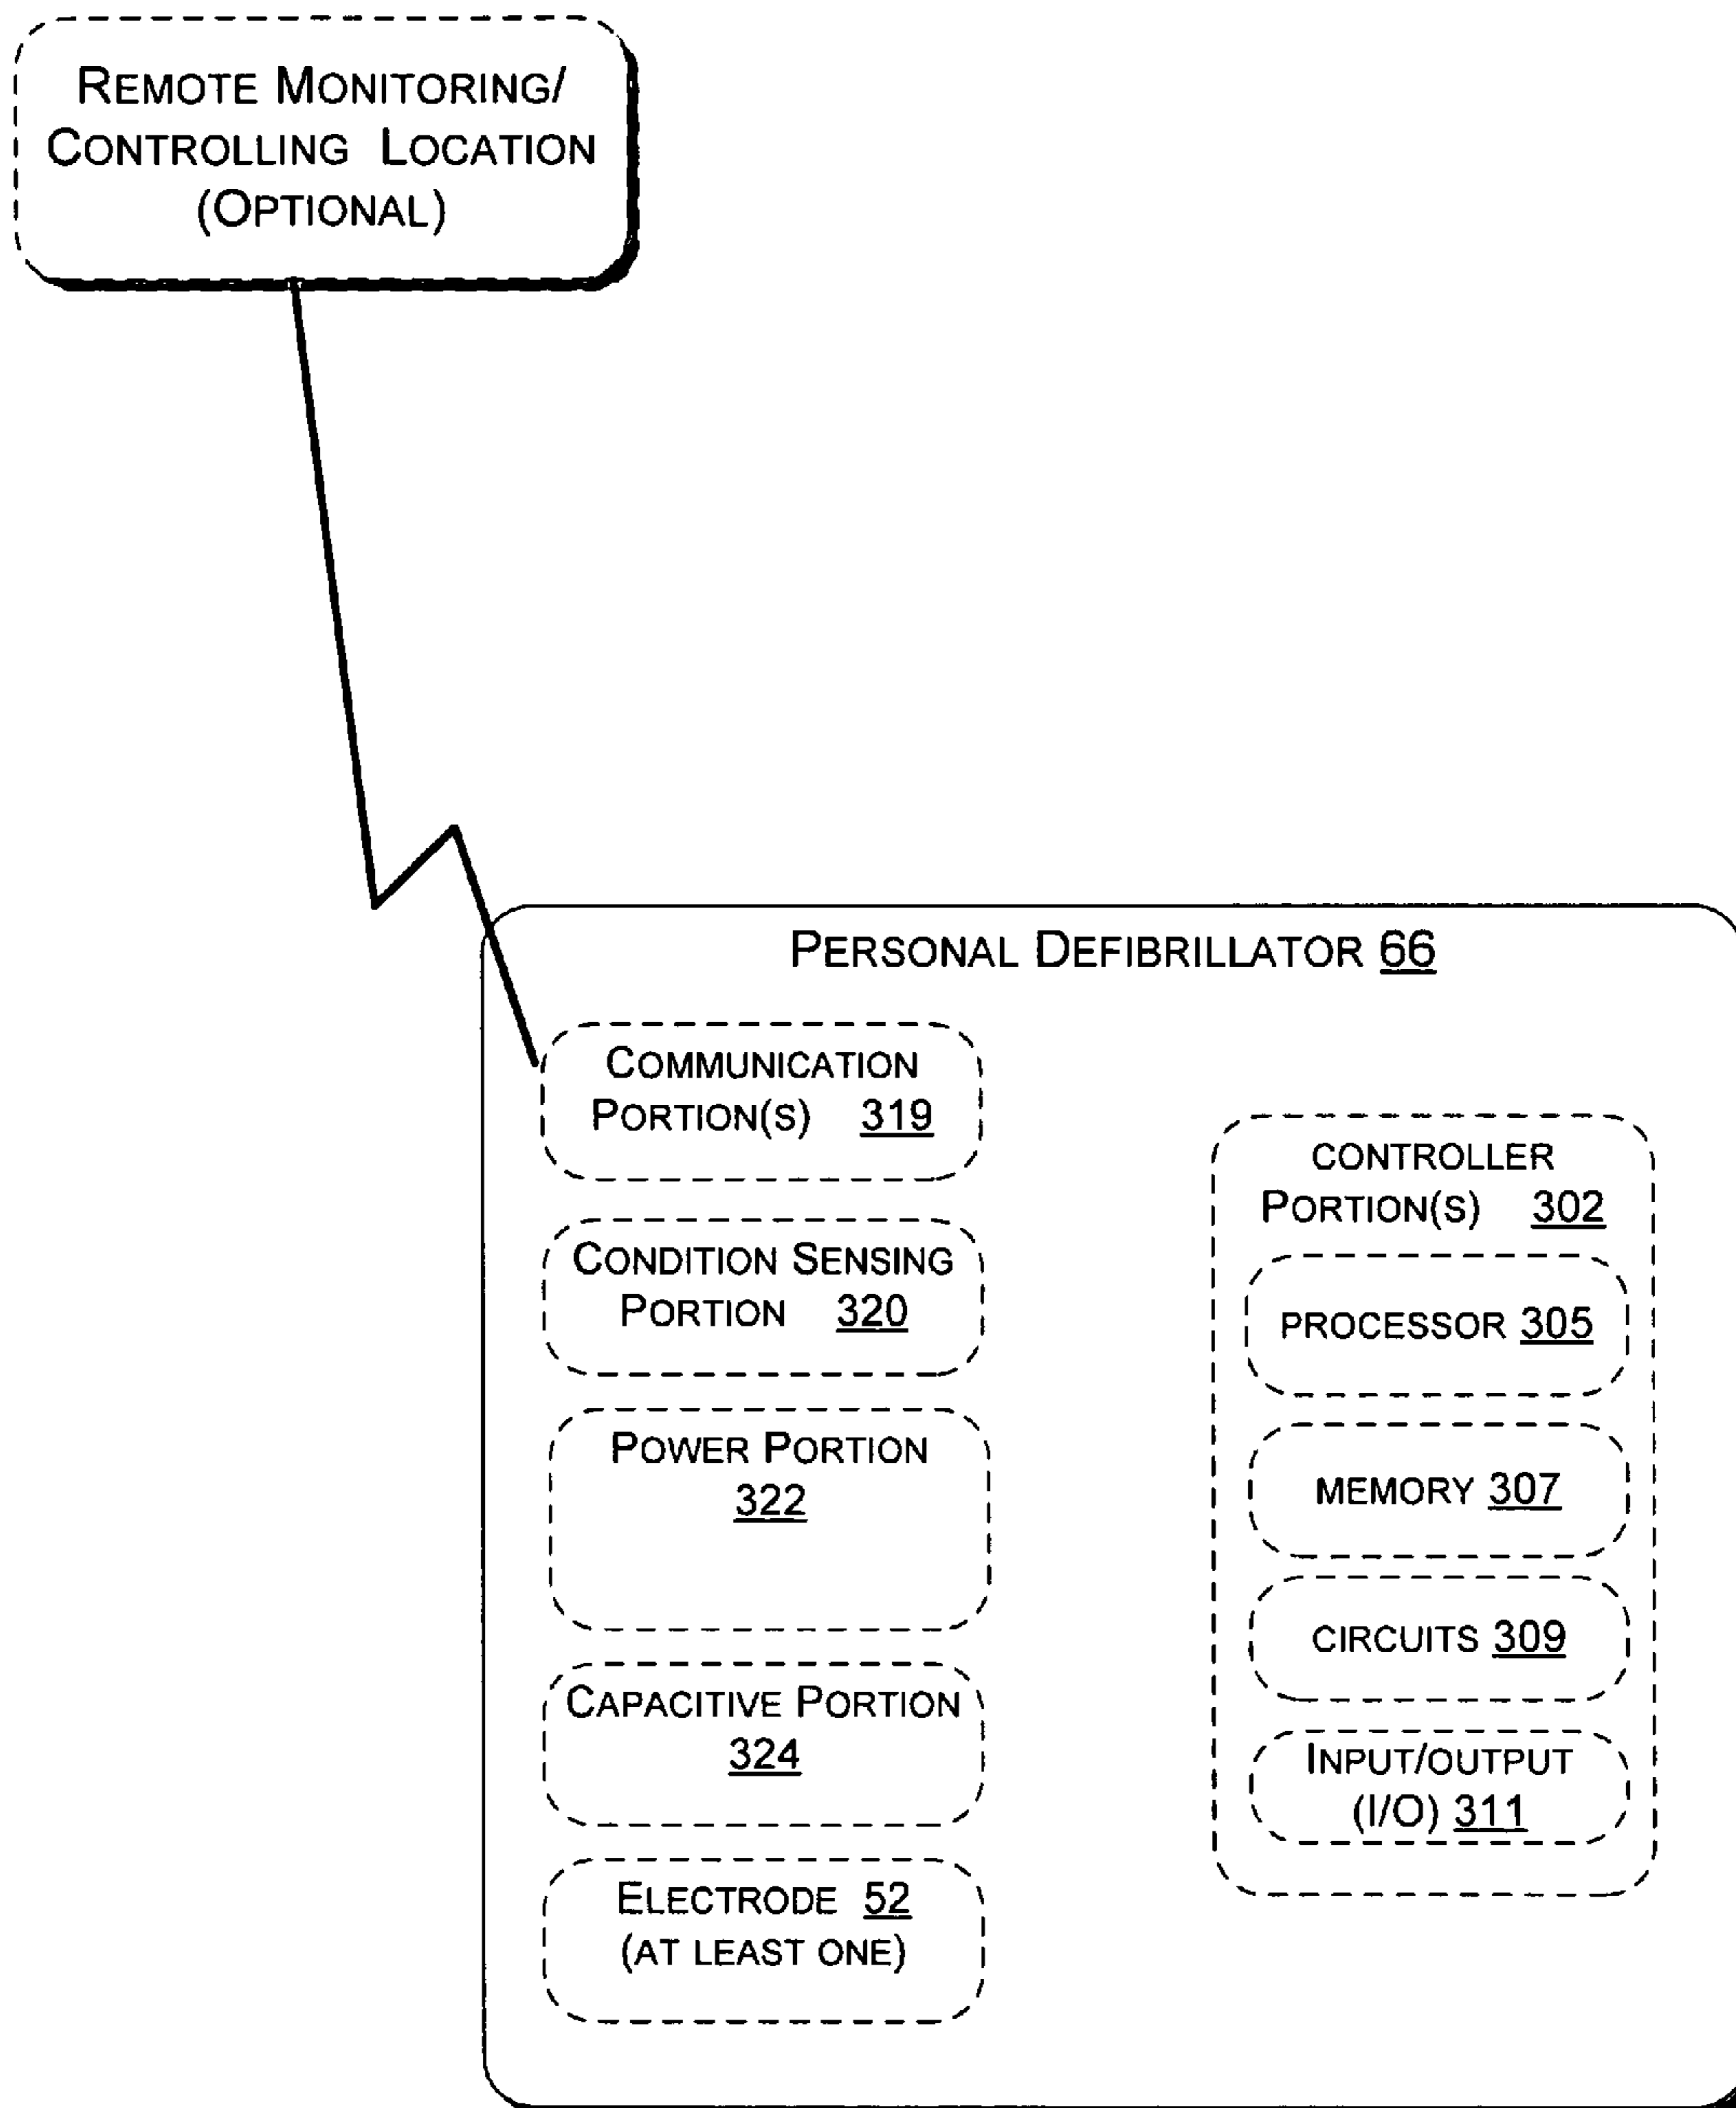 REMOTE MONITORING/
CONTROLLING LOCATION
(OPTIONAL)
PERSONAL DEFIBRILLATOR 66
COMMUNICATION
PORTION(S) 319
CONDITION SENSING
PORTION 320
POWER PORTION
322
CAPACITIVE PORTION
324
ELECTRODE 52
(AT LEAST ONE)
CONTROLLER
PORTION(S) 302
PROCESSOR 305
MEMORY 307
CIRCUITS 309
INPUT/OUTPUT
(I/O) 311